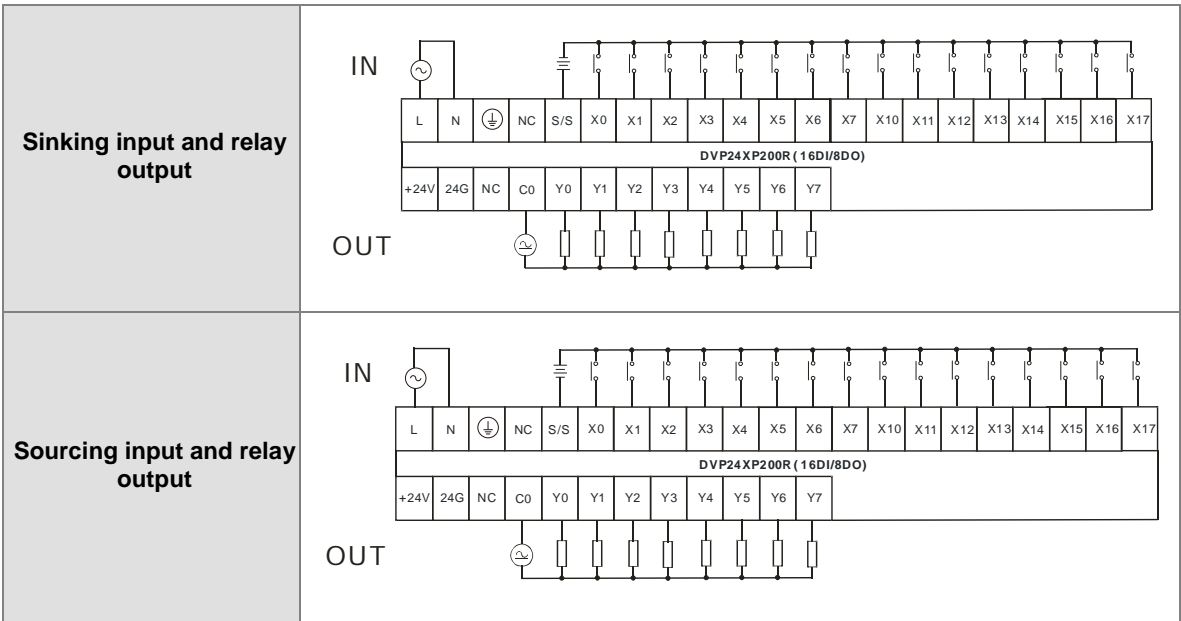 Sinking input and relay
output
IN
L N NC S/S X0 X1 X2 X3 X4 X5 X6 X7 X10 X11 X12 X13 X14 X15 X16 X17
DVP24XP200R (16DI/8DO)
+24V 24G NC C0 Y0 Y1 Y2 Y3 Y4 Y5 Y6 Y7
OUT
Sourcing input and relay
output
IN
L N NC S/S X0 X1 X2 X3 X4 X5 X6 X7 X10 X11 X12 X13 X14 X15 X16 X17
DVP24XP200R (16DI/8DO)
+24V 24G NC C0 Y0 Y1 Y2 Y3 Y4 Y5 Y6 Y7
OUT